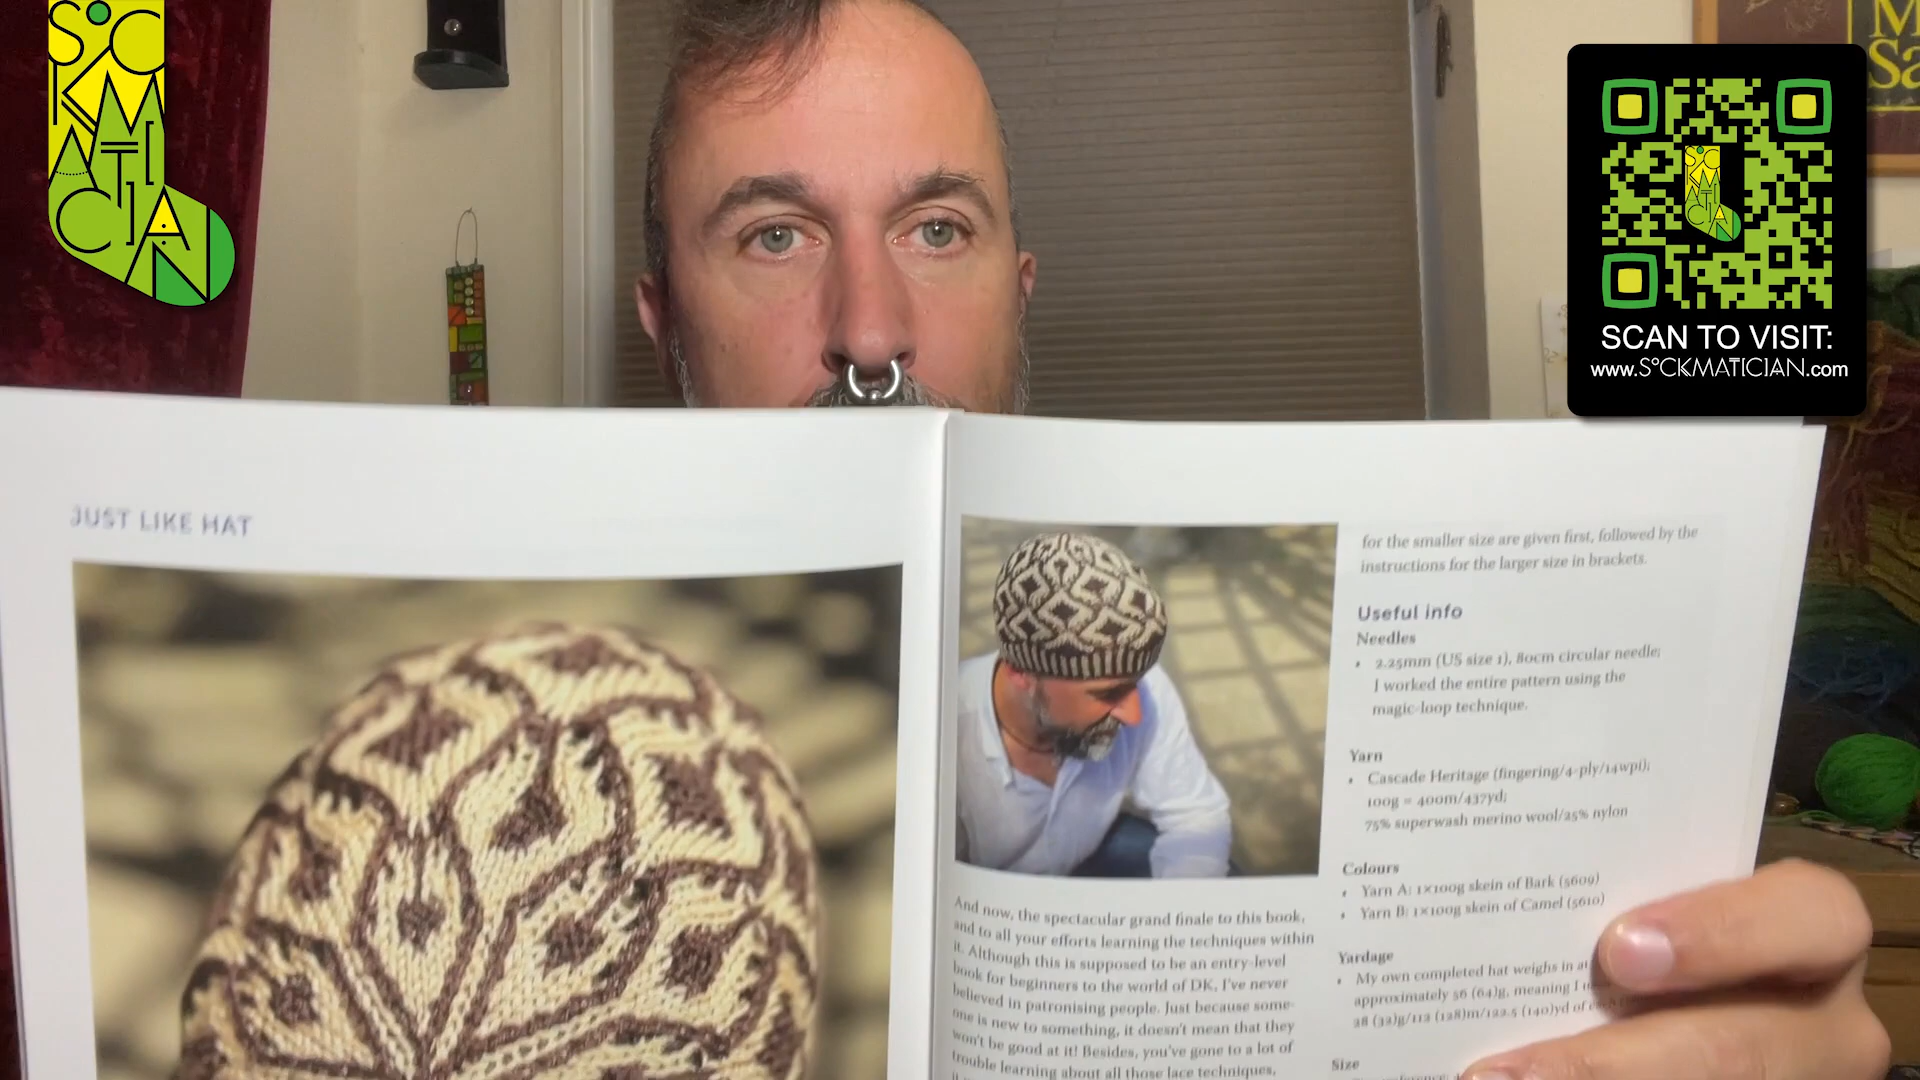 SOCKMATICIAN
M
Sa
SCAN TO VISIT:
www.SOCKMATICIAN.com
JUST LIKE HAT
And now, the spectacular grand finale to this book,
and to all your efforts learning the techniques within
it. Although this is supposed to be an entry-level
book for beginners to the world of DK, I've never
believed in patronising people. Just because some-
one is new to something, it doesn't mean that they
won't be good at it! Besides, you've gone to a lot of
trouble learning about all those lace techniques,
for the smaller size are given first, followed by the
instructions for the larger size in brackets.
Useful info
Needles
• 2.25mm (US size 1), 80cm circular needle;
I worked the entire pattern using the
magic-loop technique.
Yarn
• Cascade Heritage (fingering/4-ply/14wpi);
100g = 400m/437yd;
75% superwash merino wool/25% nylon
Colours
• Yarn A: 1×100g skein of Bark (5609)
• Yarn B: 1×100g skein of Camel (5610)
Yardage
• My own completed hat weighs in at
approximately 56 (64)g, meaning I
28 (32)g/112 (128)m/122.5 (140)yd of
Size